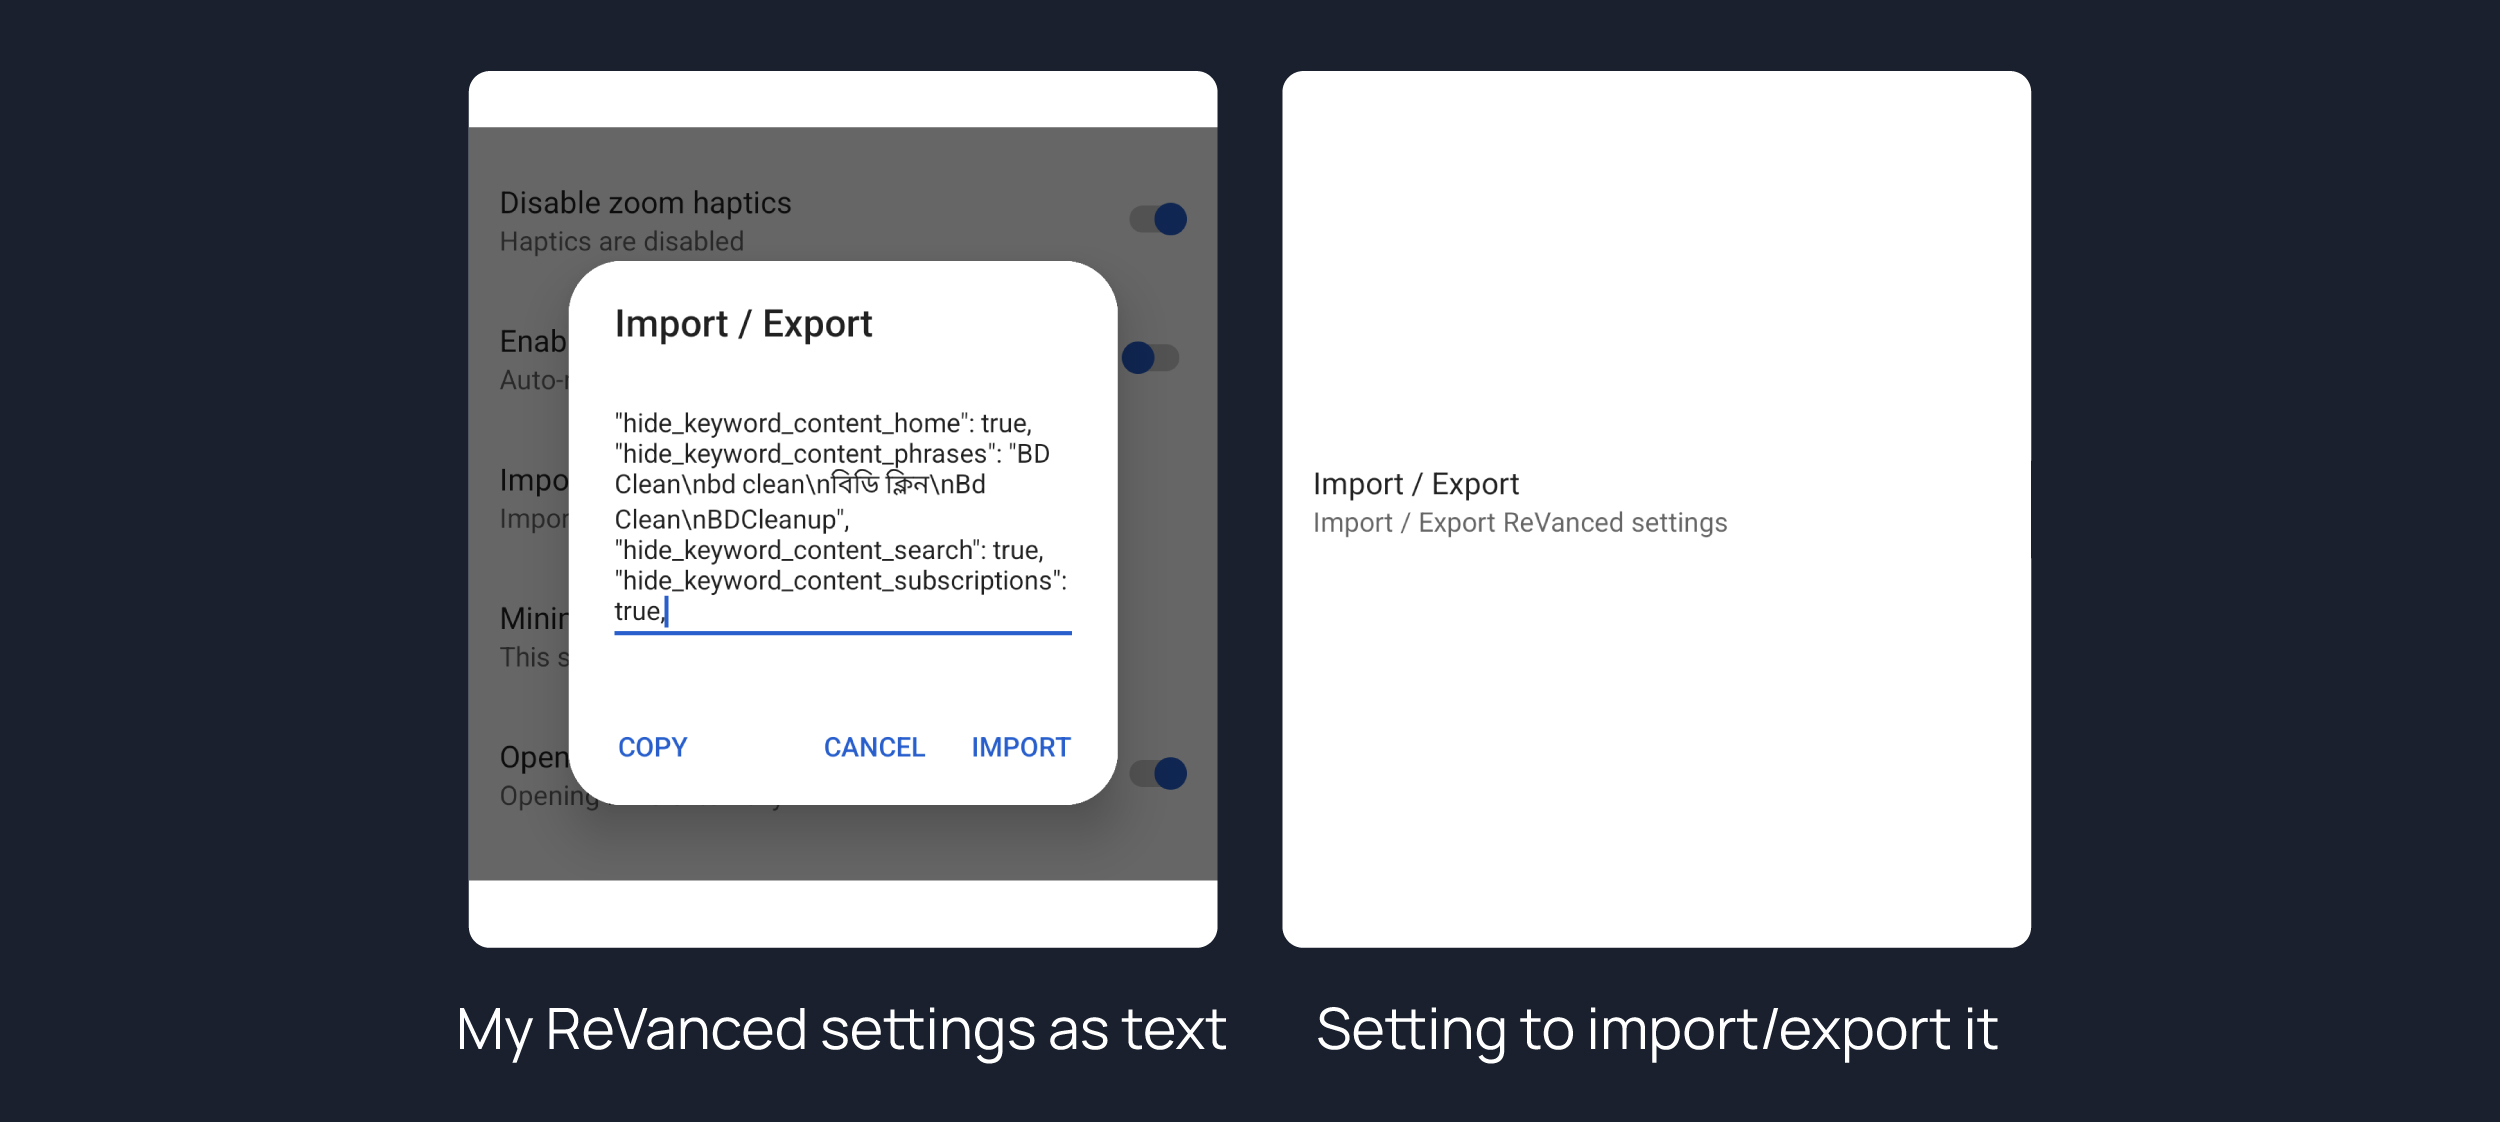 Disable zoom haptics
Haptics are disabled
Enab
Auto-
Impo
Impor
Minir
This s
Open
Opening
Import / Export
"hide_keyword_content_home": true,
"hide_keyword_content_phrases": "BD
Clean\nbd clean\nবিডি ক্লিন\nBd
Clean\nBDCleanup",
"hide_keyword_content_search": true,
"hide_keyword_content_subscriptions":
true,
COPY CANCEL IMPORT
My ReVanced settings as text
Import / Export
Import / Export ReVanced settings
Setting to import/export it